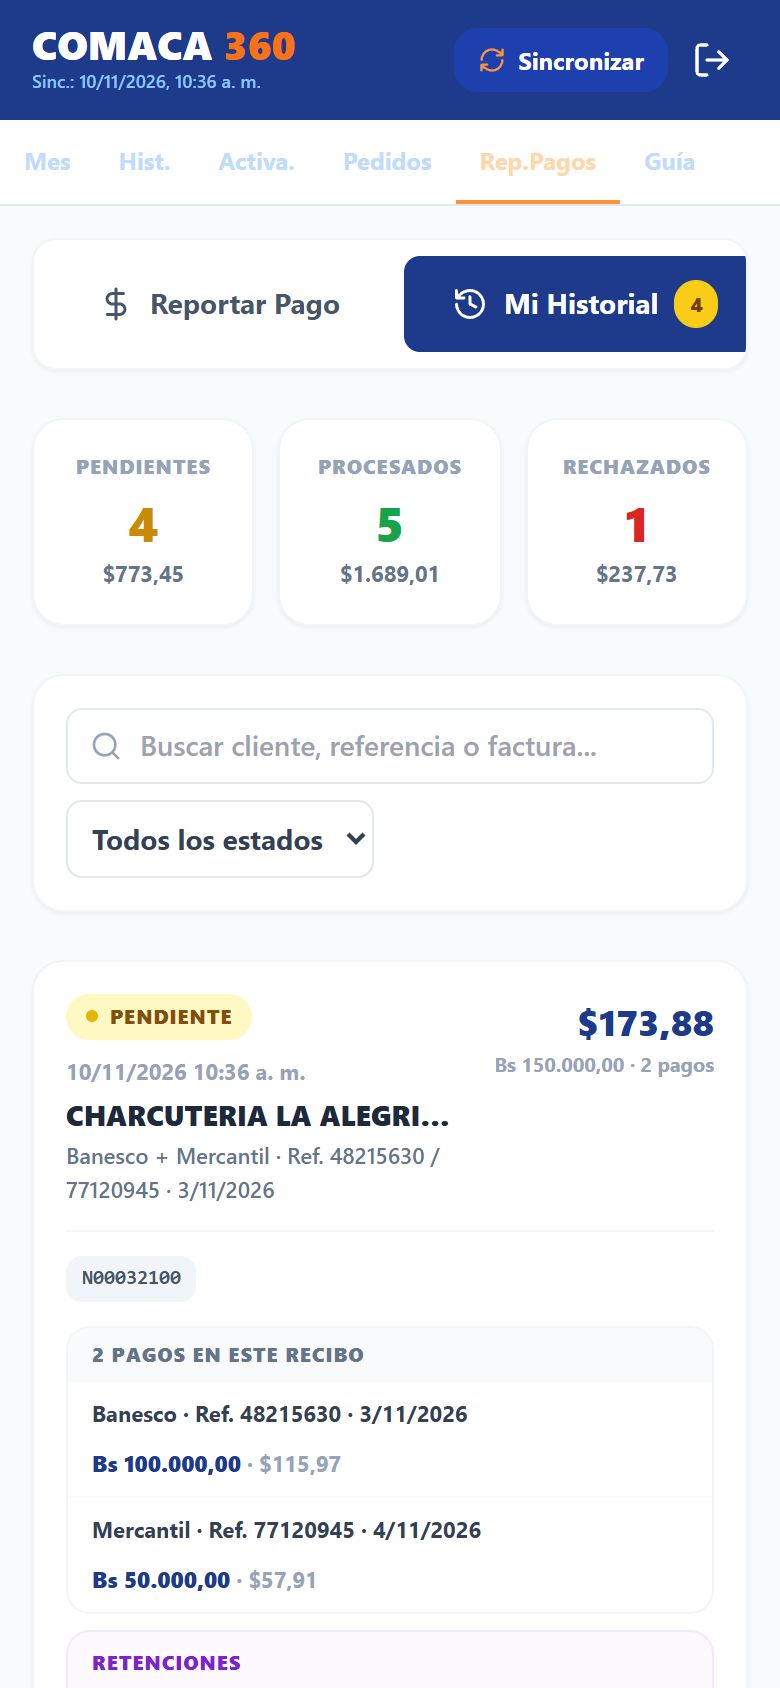 COMACA 360
Sinc.: 10/11/2026, 10:36 a. m.
Sincronizar
Mes Hist. Activa. Pedidos Rep.Pagos Guía
Reportar Pago
Mi Historial 4
PENDIENTES
4
$773,45
PROCESADOS
5
$1.689,01
RECHAZADOS
1
$237,73
Buscar cliente, referencia o factura...
Todos los estados
PENDIENTE
$173,88
10/11/2026 10:36 a. m.
Bs 150.000,00 · 2 pagos
CHARCUTERIA LA ALEGRI...
Banesco + Mercantil · Ref. 48215630 /
77120945 · 3/11/2026
N00032100
2 PAGOS EN ESTE RECIBO
Banesco · Ref. 48215630 · 3/11/2026
Bs 100.000,00 · $115,97
Mercantil · Ref. 77120945 · 4/11/2026
Bs 50.000,00 · $57,91
RETENCIONES